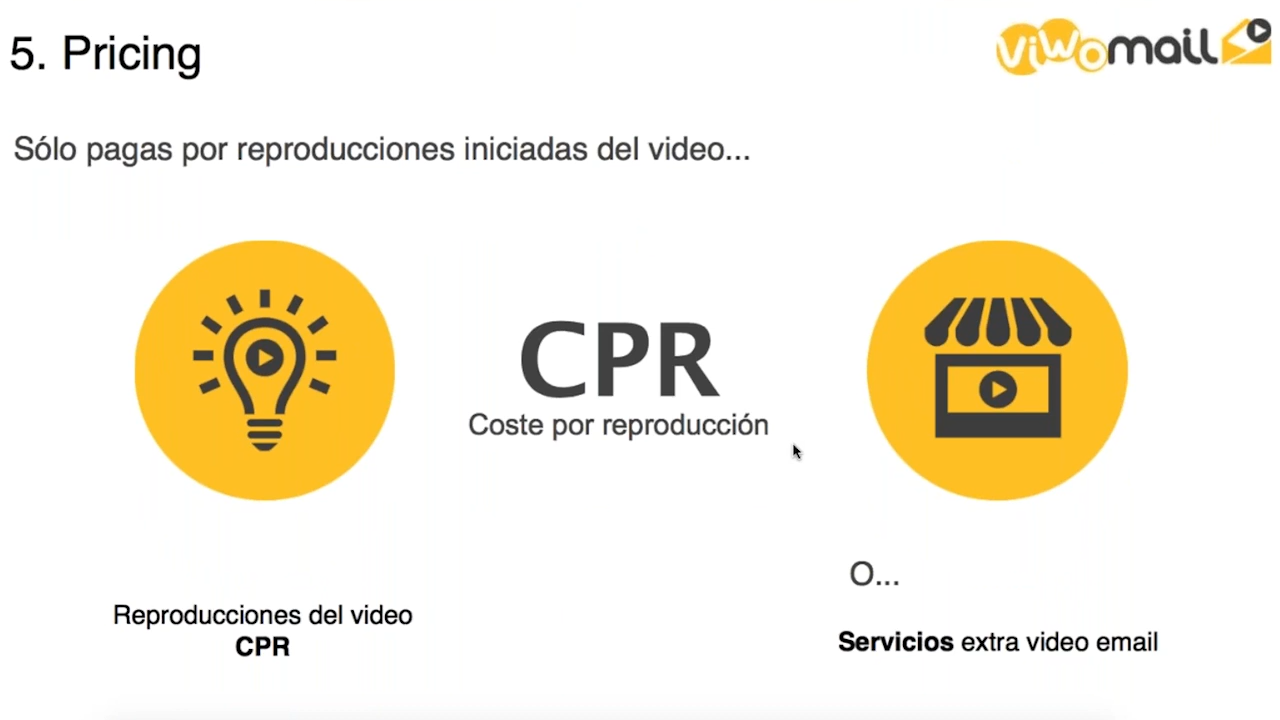 5. Pricing
viwomail
Sólo pagas por reproducciones iniciadas del video...
CPR
Coste por reproducción
O...
Reproducciones del video
CPR
Servicios extra video email